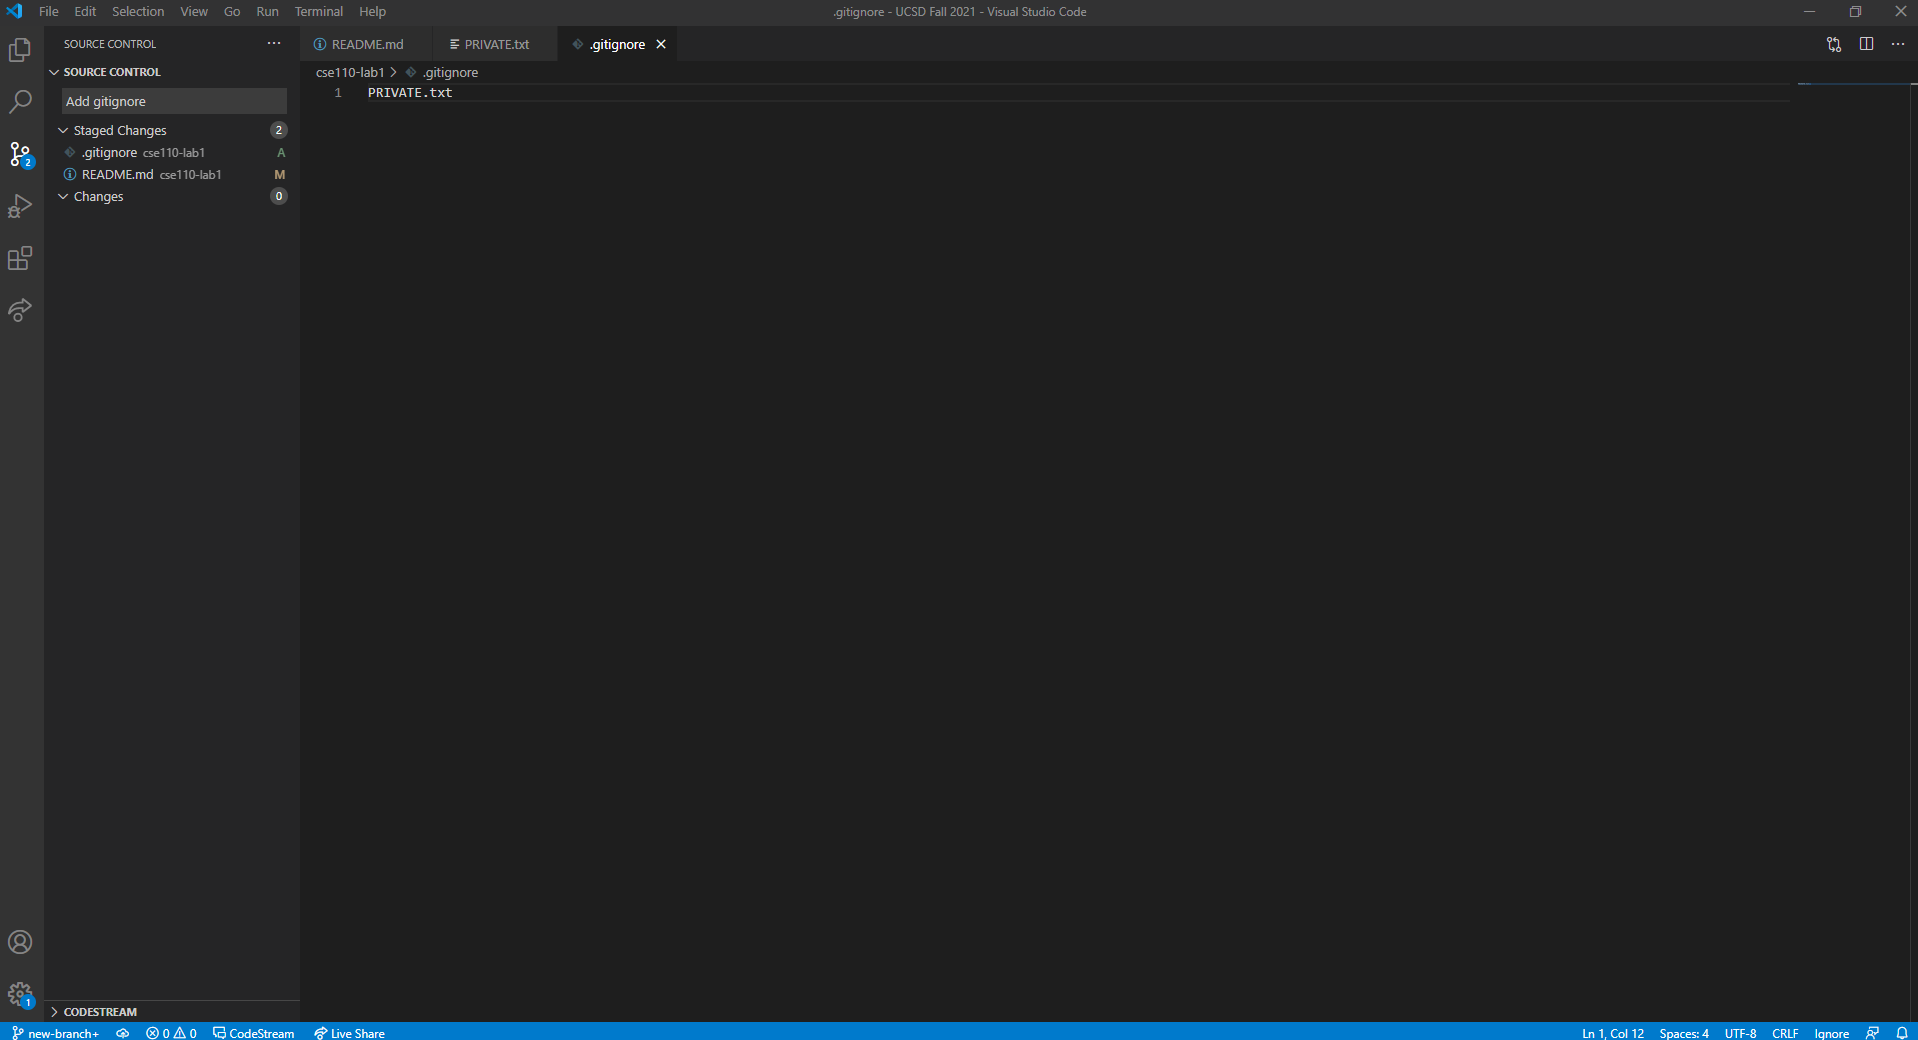 File Edit Selection View Go Run Terminal Help
.gitignore - UCSD Fall 2021 - Visual Studio Code
SOURCE CONTROL
README.md PRIVATE.txt .gitignore
SOURCE CONTROL
cse110-lab1 > .gitignore
1 PRIVATE.txt
Add gitignore
Staged Changes 2
.gitignore cse110-lab1 A
README.md cse110-lab1 M
Changes 0
2
1
CODESTREAM
new-branch+ 0 0 CodeStream Live Share
Ln 1, Col 12 Spaces: 4 UTF-8 CRLF Ignore